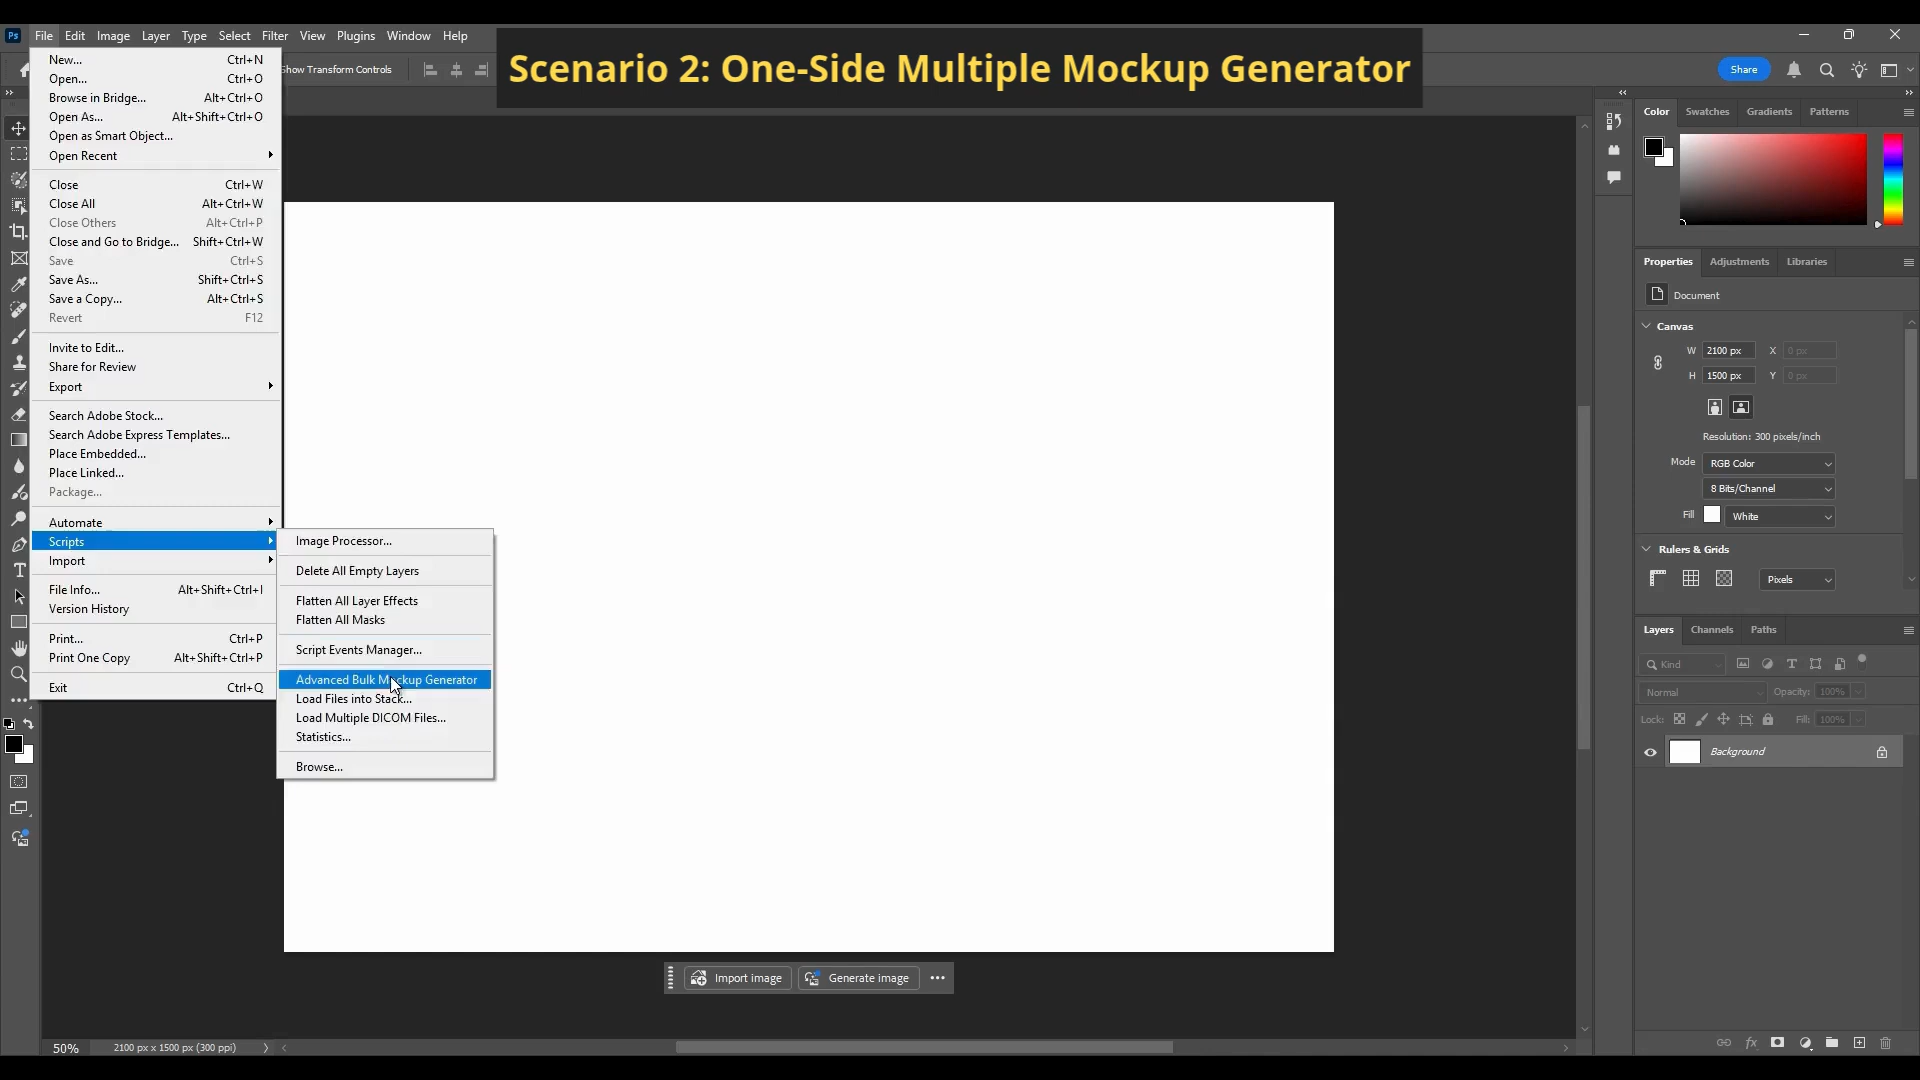 Ps File Edit Image Layer Type Select Filter View Plugins Window Help
Scenario 2: One-Side Multiple Mockup Generator
Show Transform Controls
Share
New... Ctrl+N
Open... Ctrl+O
Browse in Bridge... Alt+Ctrl+O
Open As... Alt+Shift+Ctrl+O
Open as Smart Object...
Open Recent
Close Ctrl+W
Close All Alt+Ctrl+W
Close Others Alt+Ctrl+P
Close and Go to Bridge... Shift+Ctrl+W
Save Ctrl+S
Save As... Shift+Ctrl+S
Save a Copy... Alt+Ctrl+S
Revert F12
Invite to Edit...
Share for Review
Export
Search Adobe Stock...
Search Adobe Express Templates...
Place Embedded...
Place Linked...
Package...
Automate
Scripts
Import
File Info... Alt+Shift+Ctrl+I
Version History
Print... Ctrl+P
Print One Copy Alt+Shift+Ctrl+P
Exit Ctrl+Q
Image Processor...
Delete All Empty Layers
Flatten All Layer Effects
Flatten All Masks
Script Events Manager...
Advanced Bulk Mockup Generator
Load Files into Stack...
Load Multiple DICOM Files...
Statistics...
Browse...
Import image Generate image
50% 2100 px x 1500 px (300 ppi)
Color Swatches Gradients Patterns
Properties Adjustments Libraries
Document
Canvas
W 2100 px X 0 px
H 1500 px Y 0 px
Resolution: 300 pixels/inch
Mode RGB Color
8 Bits/Channel
Fill White
Rulers & Grids
Pixels
Layers Channels Paths
Kind
Normal Opacity: 100%
Lock: Fill: 100%
Background